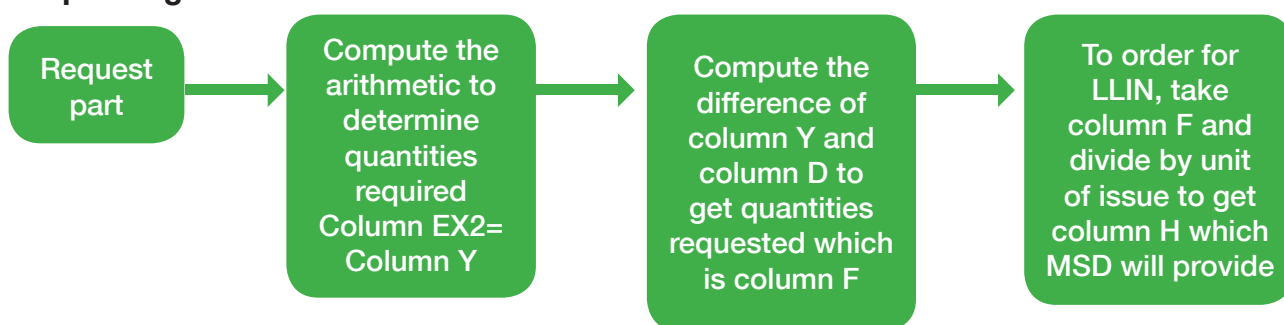 Request
part
Compute the
arithmetic to
determine
quantities
required
Column EX2=
Column Y
Compute the
difference of
column Y and
column D to
get quantities
requested which
is column F
To order for
LLIN, take
column F and
divide by unit
of issue to get
column H which
MSD will provide